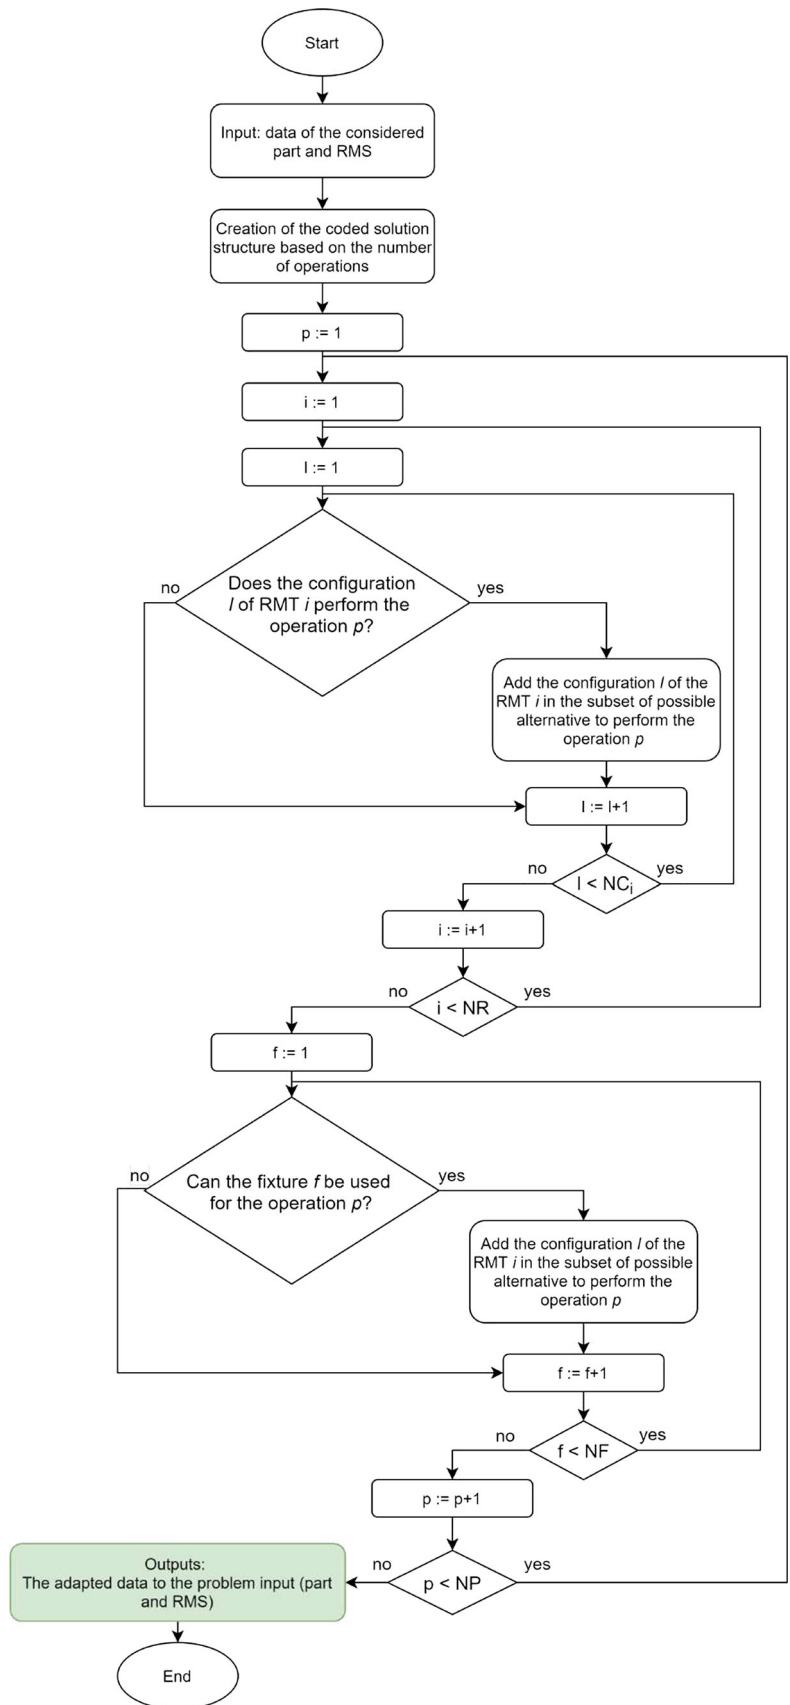 Start
Input: data of the considered
part and RMS
Creation of the coded solution
structure based on the number
of operations
p := 1
i := 1
l := 1
no
yes
Does the configuration
l of RMT i perform the
operation p?
Add the configuration l of the
RMT i in the subset of possible
alternative to perform the
operation p
l := l+1
no
yes
l < NCi
i := i+1
no
yes
i < NR
f := 1
no
yes
Can the fixture f be used
for the operation p?
Add the configuration l of the
RMT i in the subset of possible
alternative to perform the
operation p
f := f+1
no
yes
f < NF
p := p+1
no
yes
p < NP
Outputs:
The adapted data to the problem input (part
and RMS)
End